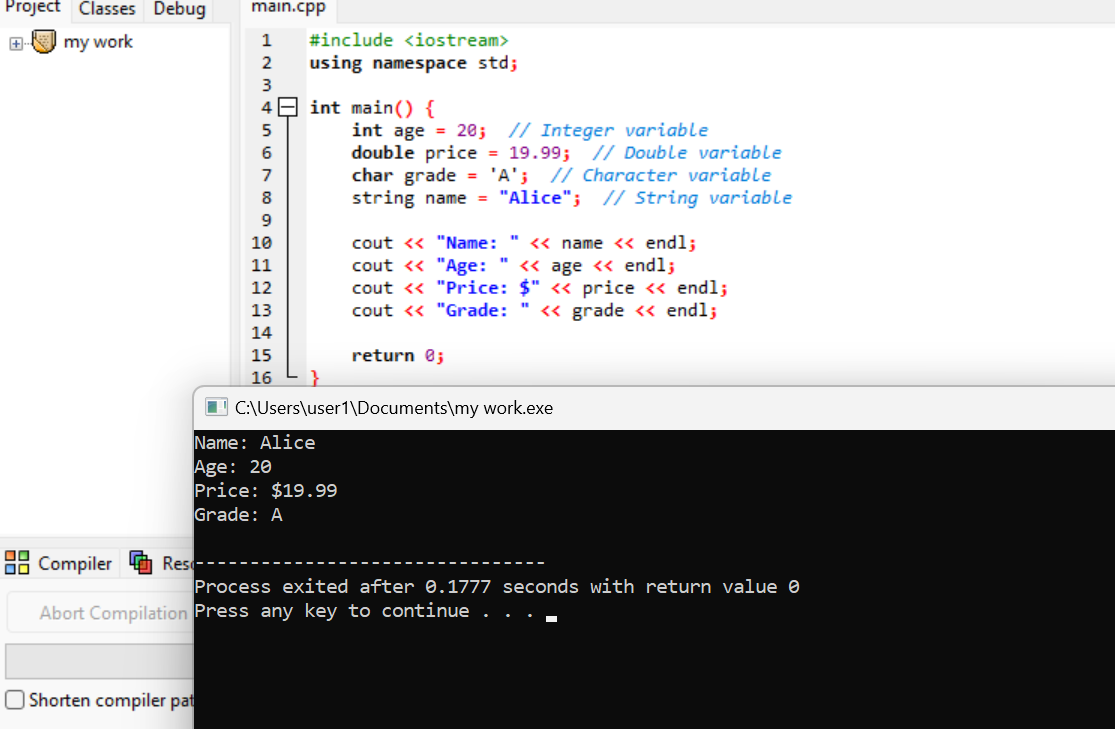 Project Classes Debug
main.cpp
my work
1 #include <iostream>
2 using namespace std;
3
4 int main() {
5 int age = 20; // Integer variable
6 double price = 19.99; // Double variable
7 char grade = 'A'; // Character variable
8 string name = "Alice"; // String variable
9
10 cout << "Name: " << name << endl;
11 cout << "Age: " << age << endl;
12 cout << "Price: $" << price << endl;
13 cout << "Grade: " << grade << endl;
14
15 return 0;
16 }
C:\Users\user1\Documents\my work.exe
Name: Alice
Age: 20
Price: $19.99
Grade: A
--------------------------------
Process exited after 0.1777 seconds with return value 0
Press any key to continue . . .
Compiler
Abort Compilation
Shorten compiler